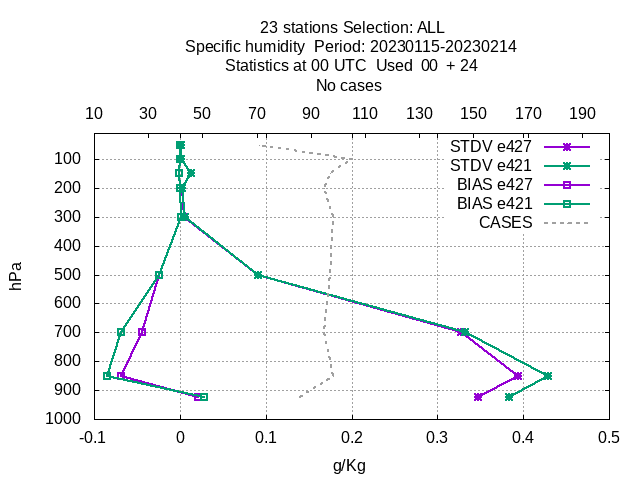 23 stations Selection: ALL
Specific humidity  Period: 20230115-20230214
Statistics at 00 UTC  Used  00  + 24
No cases
10 30 50 70 90 110 130 150 170 190
STDV e427
STDV e421
BIAS e427
BIAS e421
CASES
100
200
300
400
500
600
700
800
900
1000
hPa
-0.1 0 0.1 0.2 0.3 0.4 0.5
g/Kg